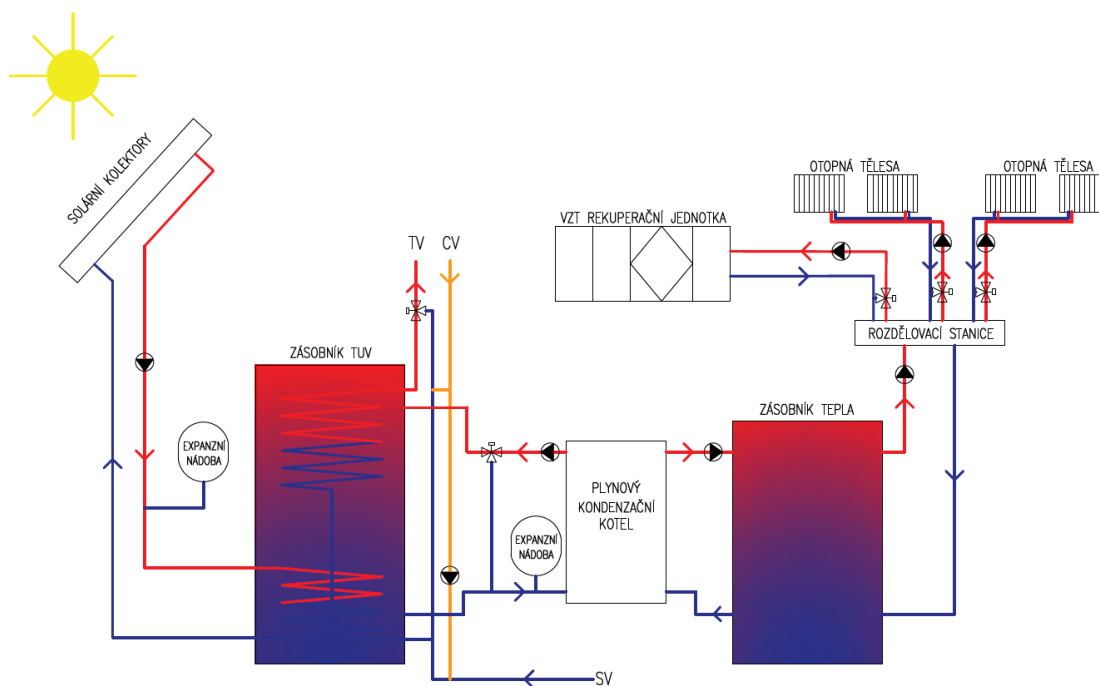 SOLÁRNÍ KOLEKTORY
OTOPNÁ TĚLESA
OTOPNÁ TĚLESA
VZT REKUPERAČNÍ JEDNOTKA
TV
CV
ROZDĚLOVACÍ STANICE
ZÁSOBNÍK TUV
ZÁSOBNÍK TEPLA
EXPANZNÍ
NÁDOBA
PLYNOVÝ
KONDENZAČNÍ
KOTEL
EXPANZNÍ
NÁDOBA
SV